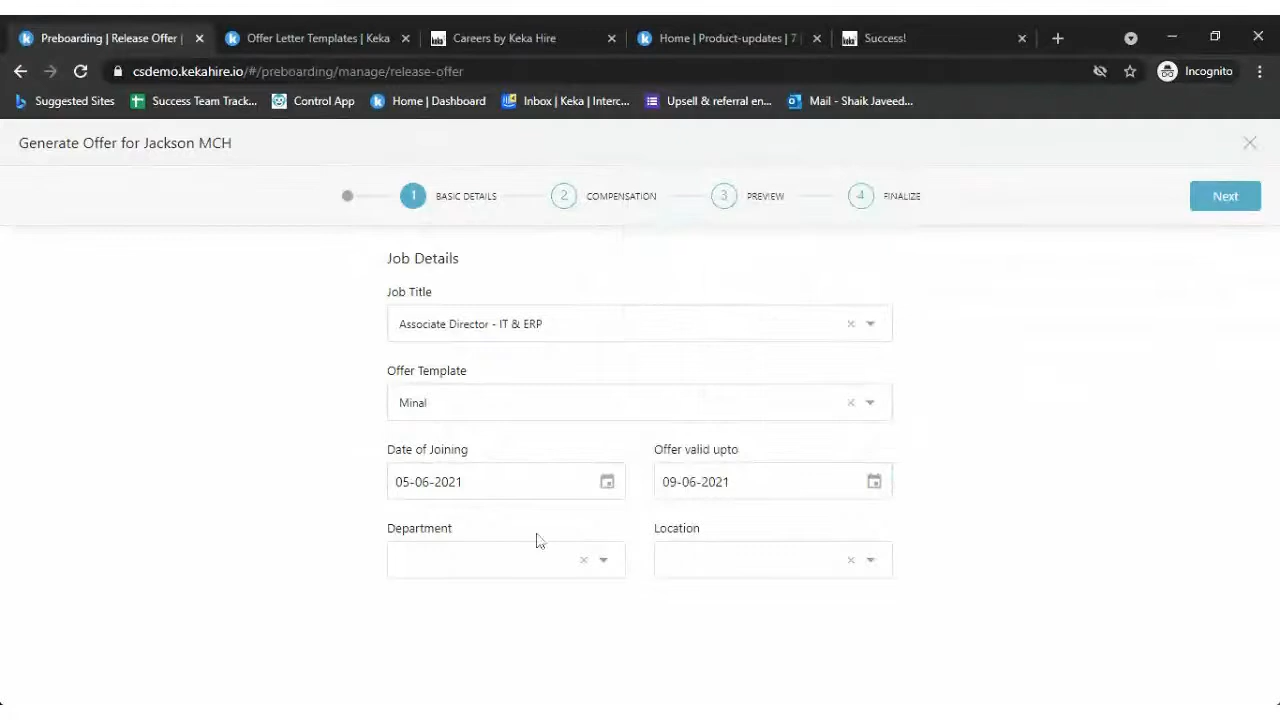 Preboarding | Release Offer |
Offer Letter Templates | Keka
Careers by Keka Hire
Home | Product-updates | 7
Success!
csdemo.kekahire.io/#/preboarding/manage/release-offer
Incognito
Suggested Sites
Success Team Track...
Control App
Home | Dashboard
Inbox | Keka | Interc...
Upsell & referral en...
Mail - Shaik Javeed...
Generate Offer for Jackson MCH
1 BASIC DETAILS
2 COMPENSATION
3 PREVIEW
4 FINALIZE
Next
Job Details
Job Title
Associate Director - IT & ERP
Offer Template
Minal
Date of Joining
Offer valid upto
05-06-2021
09-06-2021
Department
Location